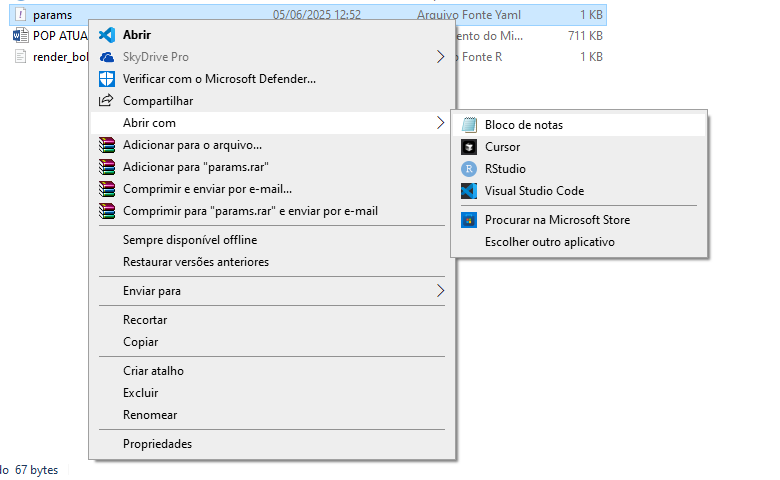 params 05/06/2025 12:52 Arquivo Fonte Yaml 1 KB
POP ATUA ento do Mi... 711 KB
render_bol o Fonte R 1 KB
Abrir
SkyDrive Pro
Verificar com o Microsoft Defender...
Compartilhar
Abrir com
Adicionar para o arquivo...
Adicionar para "params.rar"
Comprimir e enviar por e-mail...
Comprimir para "params.rar" e enviar por e-mail
Sempre disponível offline
Restaurar versões anteriores
Enviar para
Recortar
Copiar
Criar atalho
Excluir
Renomear
Propriedades
Bloco de notas
Cursor
RStudio
Visual Studio Code
Procurar na Microsoft Store
Escolher outro aplicativo
do 67 bytes